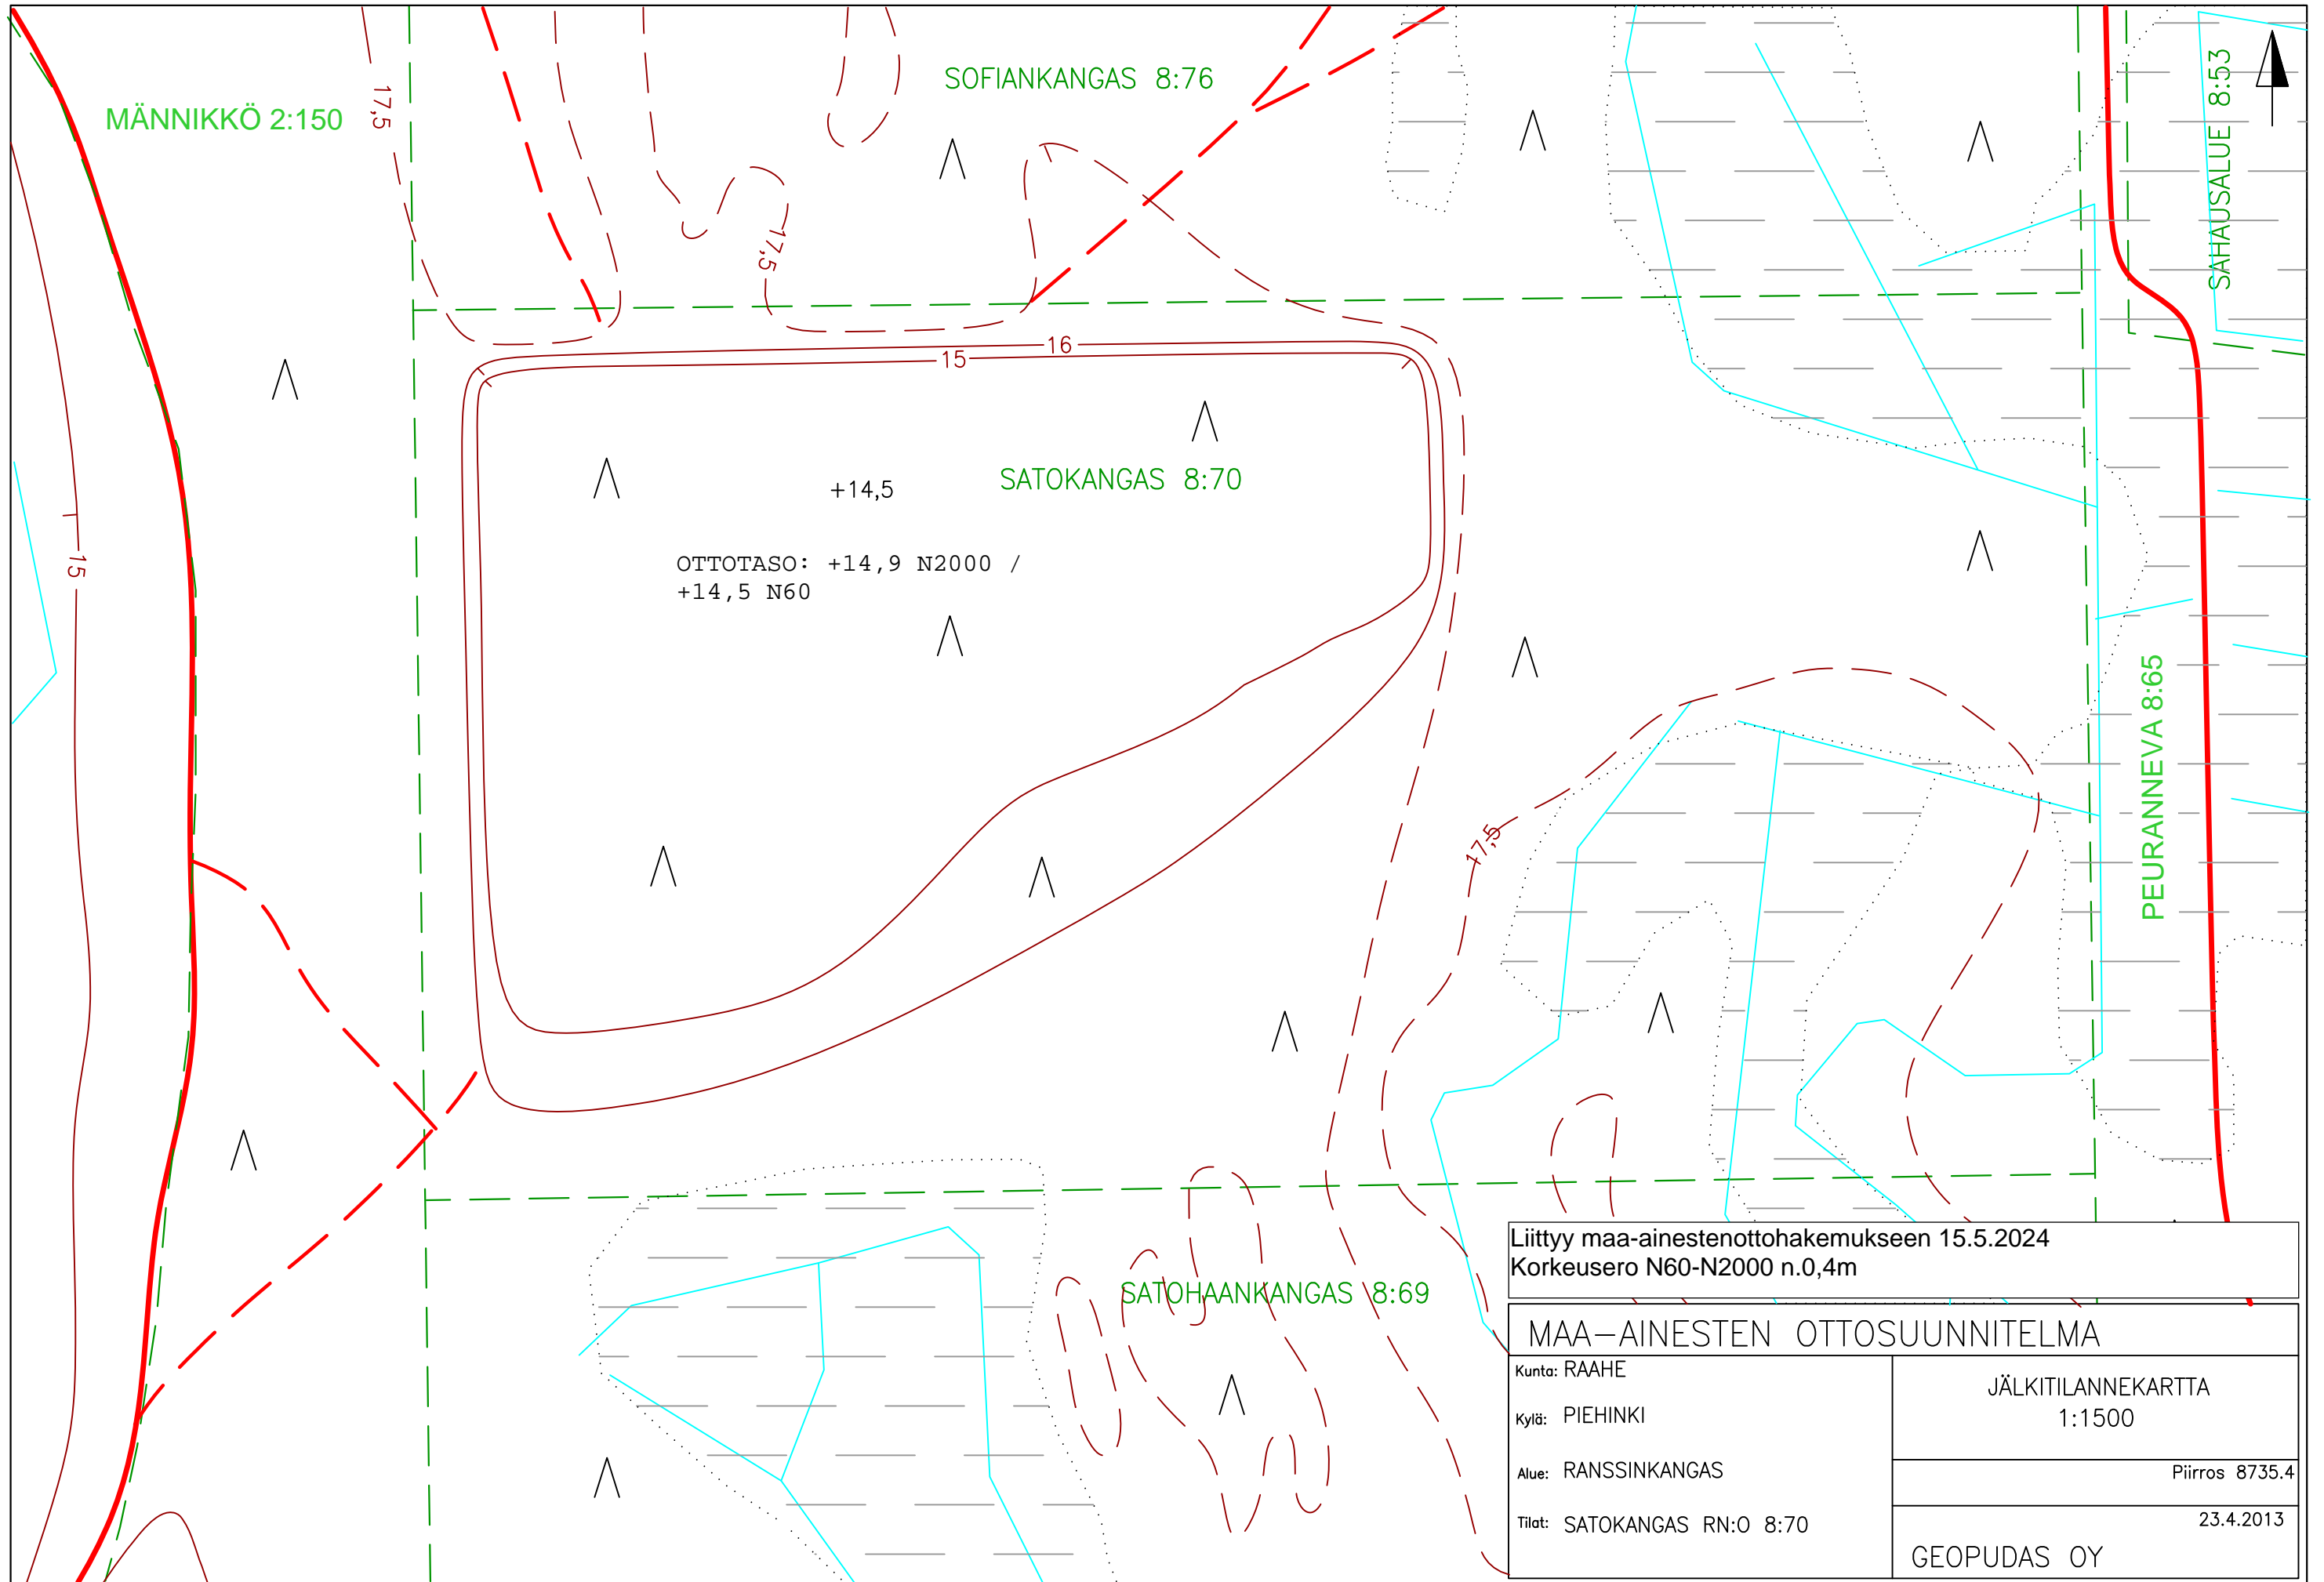 SOFIANKANGAS 8:76
MÄNNIKKÖ 2:150
17,5
SAHAUSALUE 8:53
17,5
16
15
SATOKANGAS 8:70
+14,5
OTTOTASO: +14,9 N2000 /
+14,5 N60
15
PEURANNEVA 8:65
17,5
SATOHAANKANGAS 8:69
Liittyy maa-ainestenottohakemukseen 15.5.2024
Korkeusero N60-N2000 n.0,4m
MAA-AINESTEN OTTOSUUNNITELMA
Kunta: RAAHE
Kylä: PIEHINKI
Alue: RANSSINKANGAS
Tilat: SATOKANGAS RN:O 8:70
JÄLKITILANNEKARTTA
1:1500
Piirros 8735.4
23.4.2013
GEOPUDAS OY